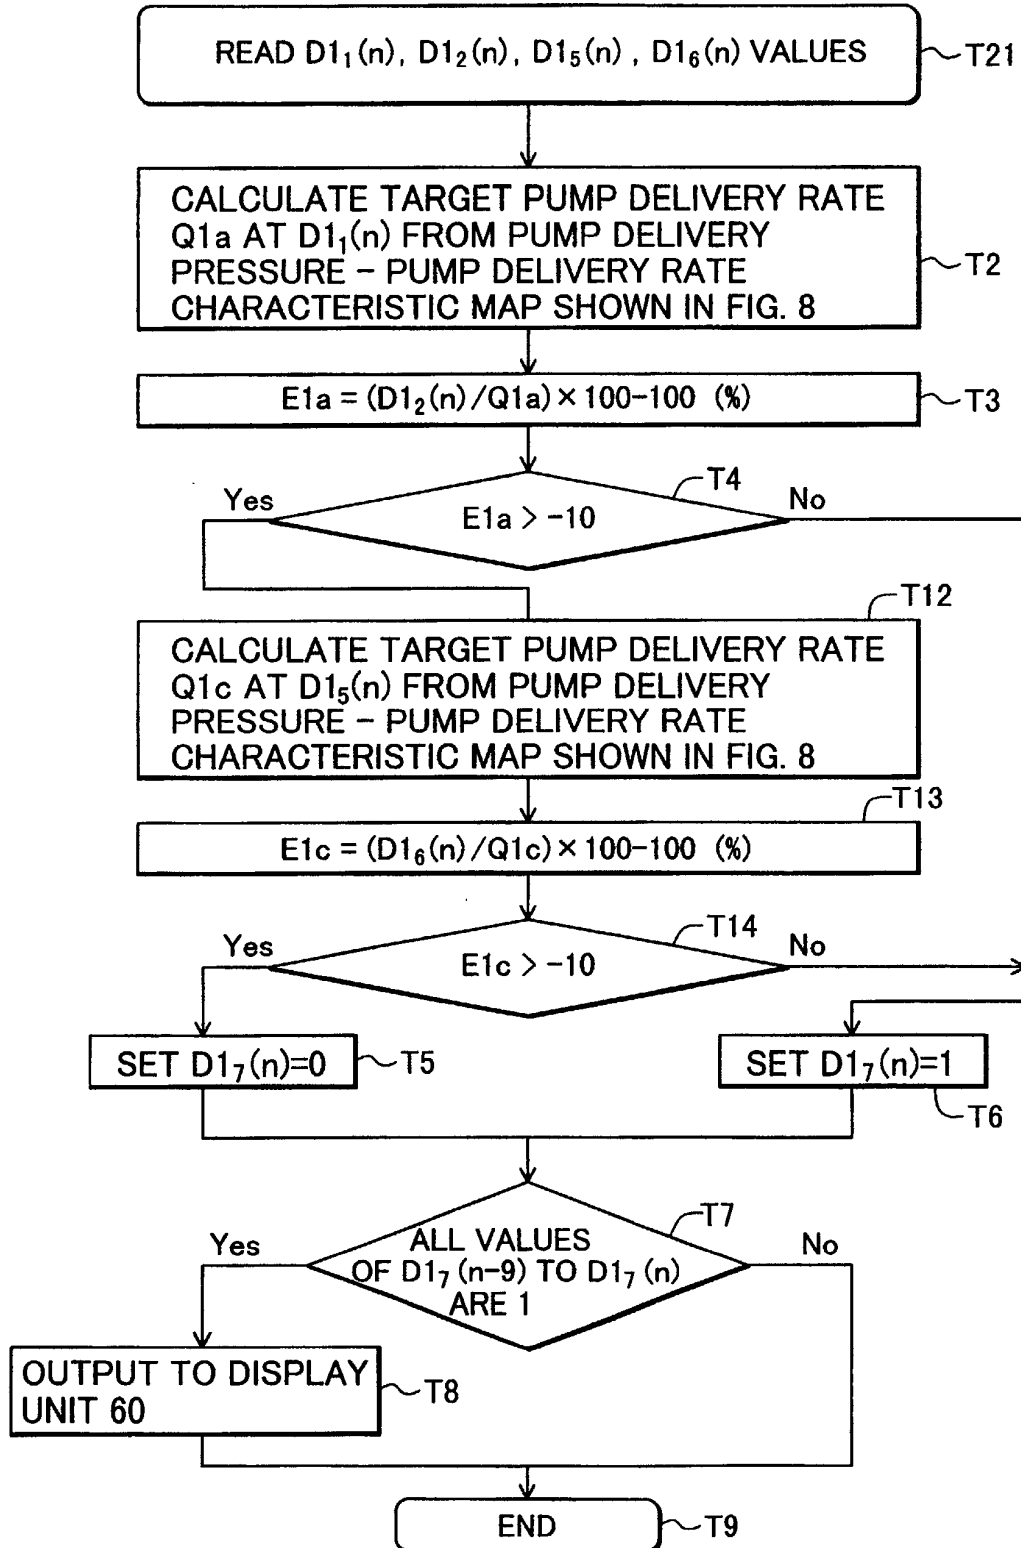 READ D1₁(n), D1₂(n), D1₅(n) , D1₆(n) VALUES
T21
CALCULATE TARGET PUMP DELIVERY RATE
Q1a AT D1₁(n) FROM PUMP DELIVERY
PRESSURE – PUMP DELIVERY RATE
CHARACTERISTIC MAP SHOWN IN FIG. 8
T2
E1a = (D1₂(n)/Q1a) × 100-100 (%)
T3
T4
Yes
E1a > -10
No
T12
CALCULATE TARGET PUMP DELIVERY RATE
Q1c AT D1₅(n) FROM PUMP DELIVERY
PRESSURE – PUMP DELIVERY RATE
CHARACTERISTIC MAP SHOWN IN FIG. 8
T13
E1c = (D1₆(n)/Q1c) × 100-100 (%)
T14
Yes
E1c > -10
No
SET D1₇(n)=0
T5
SET D1₇(n)=1
T6
T7
Yes
ALL VALUES
OF D1₇(n-9) TO D1₇(n)
ARE 1
No
OUTPUT TO DISPLAY
UNIT 60
T8
END
T9